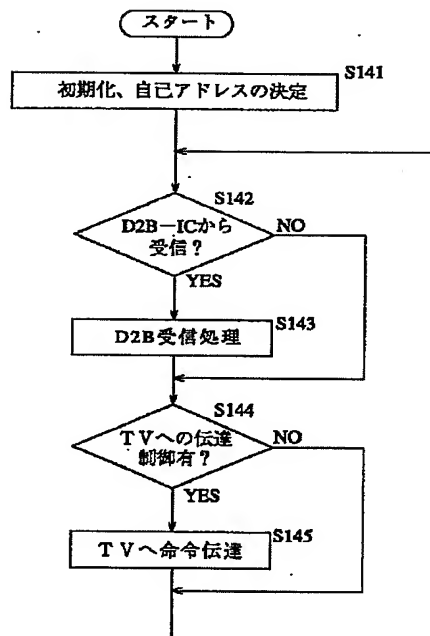 スタート
S141
初期化、自己アドレスの決定
S142
D2B－ICから
受信？
NO
YES
S143
D2B受信処理
S144
TVへの伝達
制御有？
NO
YES
S145
TVへ命令伝達